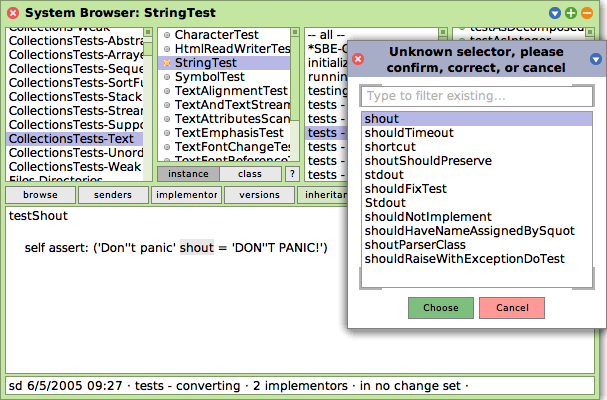 System Browser: StringTest
CollectionsTests-Weak
CollectionsTests-Abstra
CollectionsTests-Arraye
CollectionsTests-Seque
CollectionsTests-SortFu
CollectionsTests-Stack
CollectionsTests-Stream
CollectionsTests-Suppo
CollectionsTests-Text
CollectionsTests-Unord
CollectionsTests-Weak
Files-Directories
CharacterTest
HtmlReadWriterTes
StringTest
SymbolTest
TextAlignmentTest
TextAndTextStream
TextAttributesScan
TextEmphasisTest
TextFontChangeTes
TextFontReferenceT
instance
class
?
-- all --
*SBE-C
initializ
runnin
testing
tests -
tests -
tests -
tests -
tests -
tests -
testAsDecomposed
testAsInteger
browse
senders
implementor
versions
inheritan
testShout
self assert: ('Don''t panic' shout = 'DON''T PANIC!')
sd 6/5/2005 09:27 · tests - converting · 2 implementors · in no change set ·
Unknown selector, please
confirm, correct, or cancel
Type to filter existing...
shout
shouldTimeout
shortcut
shoutShouldPreserve
stdout
shouldFixTest
Stdout
shouldNotImplement
shouldHaveNameAssignedBySquot
shoutParserClass
shouldRaiseWithExceptionDoTest
Choose
Cancel